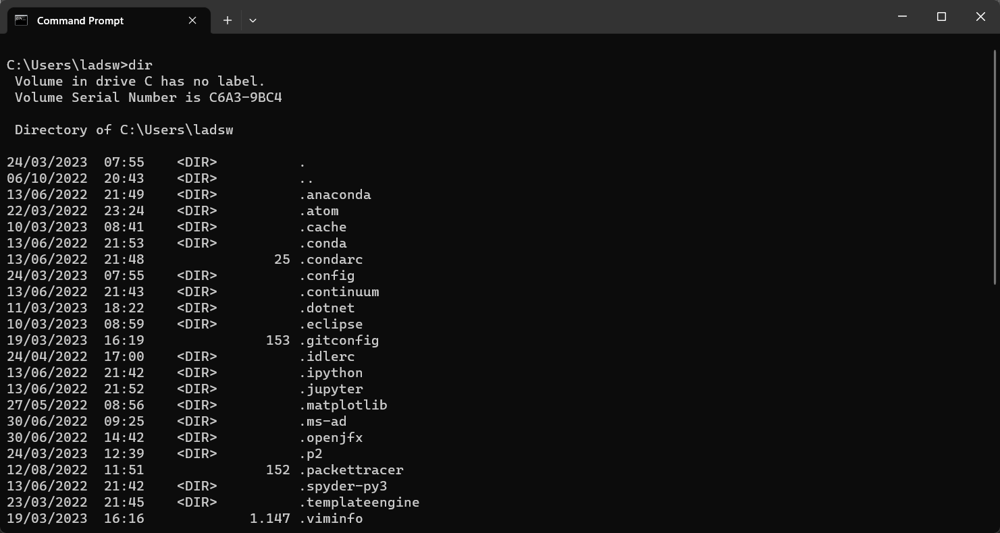 Command Prompt
C:\Users\ladsw>dir
 Volume in drive C has no label.
 Volume Serial Number is C6A3-9BC4

 Directory of C:\Users\ladsw

24/03/2023  07:55    <DIR>          .
06/10/2022  20:43    <DIR>          ..
13/06/2022  21:49    <DIR>          .anaconda
22/03/2022  23:24    <DIR>          .atom
10/03/2023  08:41    <DIR>          .cache
13/06/2022  21:53    <DIR>          .conda
13/06/2022  21:48                25 .condarc
24/03/2023  07:55    <DIR>          .config
13/06/2022  21:43    <DIR>          .continuum
11/03/2023  18:22    <DIR>          .dotnet
10/03/2023  08:59    <DIR>          .eclipse
19/03/2023  16:19               153 .gitconfig
24/04/2022  17:00    <DIR>          .idlerc
13/06/2022  21:42    <DIR>          .ipython
13/06/2022  21:52    <DIR>          .jupyter
27/05/2022  08:56    <DIR>          .matplotlib
30/06/2022  09:25    <DIR>          .ms-ad
30/06/2022  14:42    <DIR>          .openjfx
24/03/2023  12:39    <DIR>          .p2
12/08/2022  11:51               152 .packettracer
13/06/2022  21:42    <DIR>          .spyder-py3
23/03/2022  21:45    <DIR>          .templateengine
19/03/2023  16:16             1.147 .viminfo